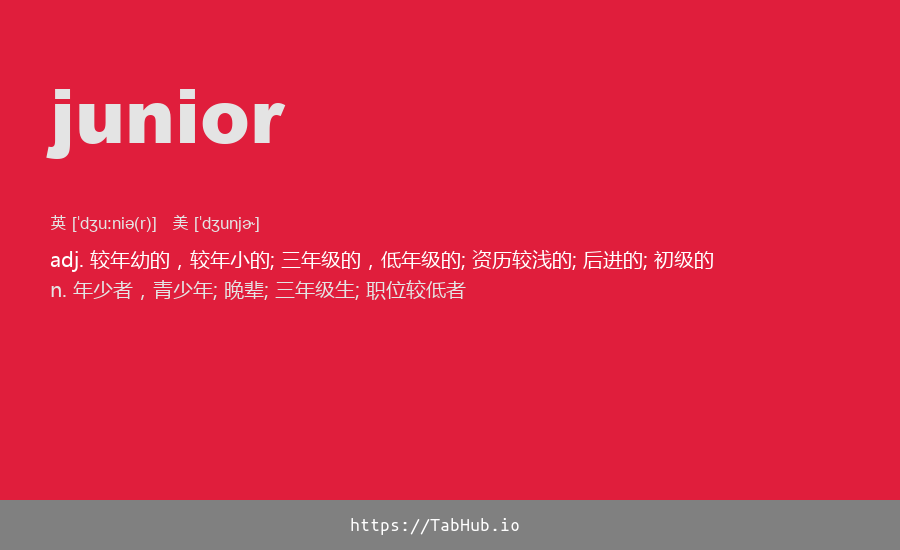 junior
英 [ˈdʒuːniə(r)] 美 [ˈdʒunjɚ]
adj. 较年幼的，较年小的; 三年级的，低年级的; 资历较浅的; 后进的; 初级的
n. 年少者，青少年; 晚辈; 三年级生; 职位较低者
https://TabHub.io